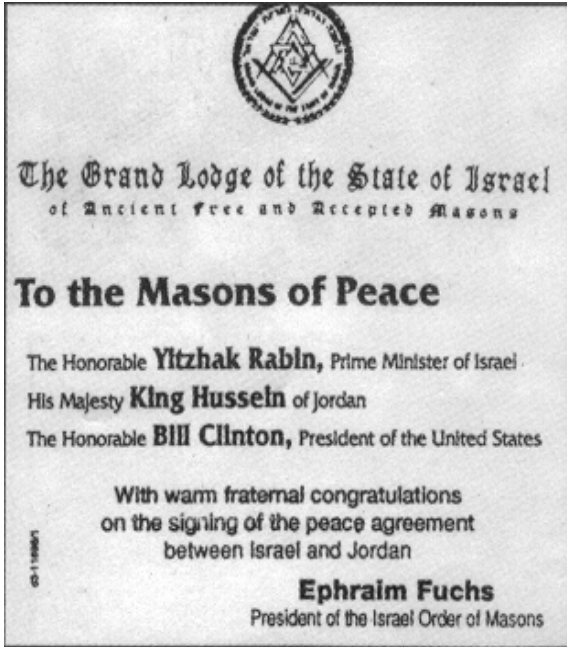 The Grand Lodge of the State of Israel
of Ancient Free and Accepted Masons
To the Masons of Peace
The Honorable Yitzhak Rabin, Prime Minister of Israel
His Majesty King Hussein of Jordan
The Honorable Bill Clinton, President of the United States
With warm fraternal congratulations
on the signing of the peace agreement
between Israel and Jordan
Ephraim Fuchs
President of the Israel Order of Masons